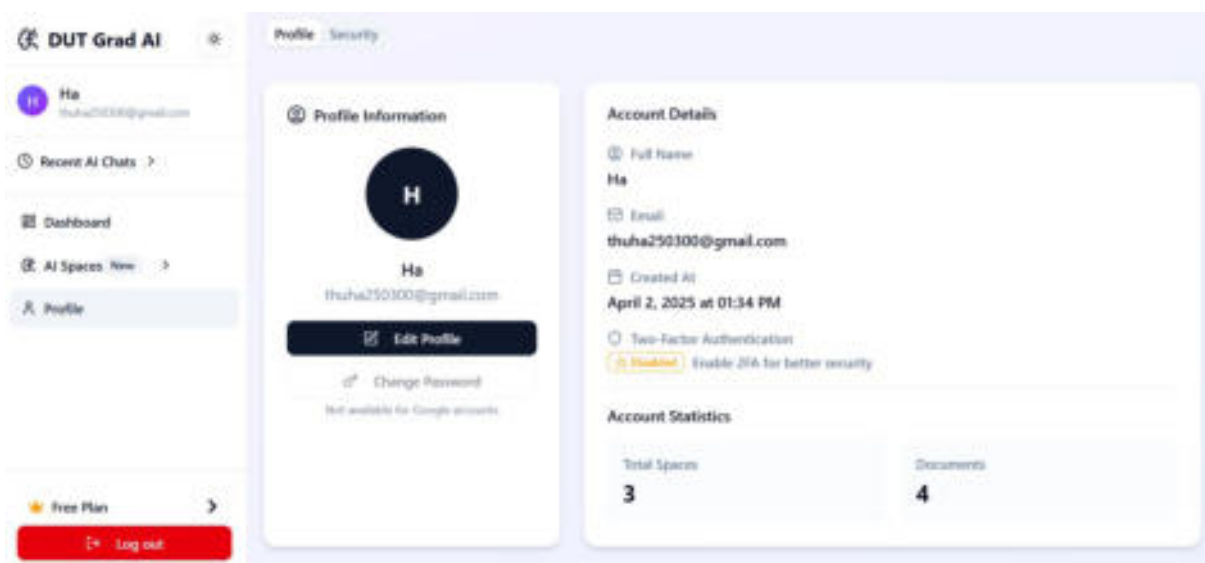 DUT Grad AI
Ha
thuha250300@gmail.com
Recent AI Chats
Dashboard
AI Spaces New
Profile
Free Plan
Log out
Profile Security
Profile Information
H
Ha
thuha250300@gmail.com
Edit Profile
Change Password
Not available for Google accounts
Account Details
Full Name
Ha
Email
thuha250300@gmail.com
Created At
April 2, 2025 at 01:34 PM
Two-Factor Authentication
Disabled Enable 2FA for better security
Account Statistics
Total Spaces
3
Documents
4